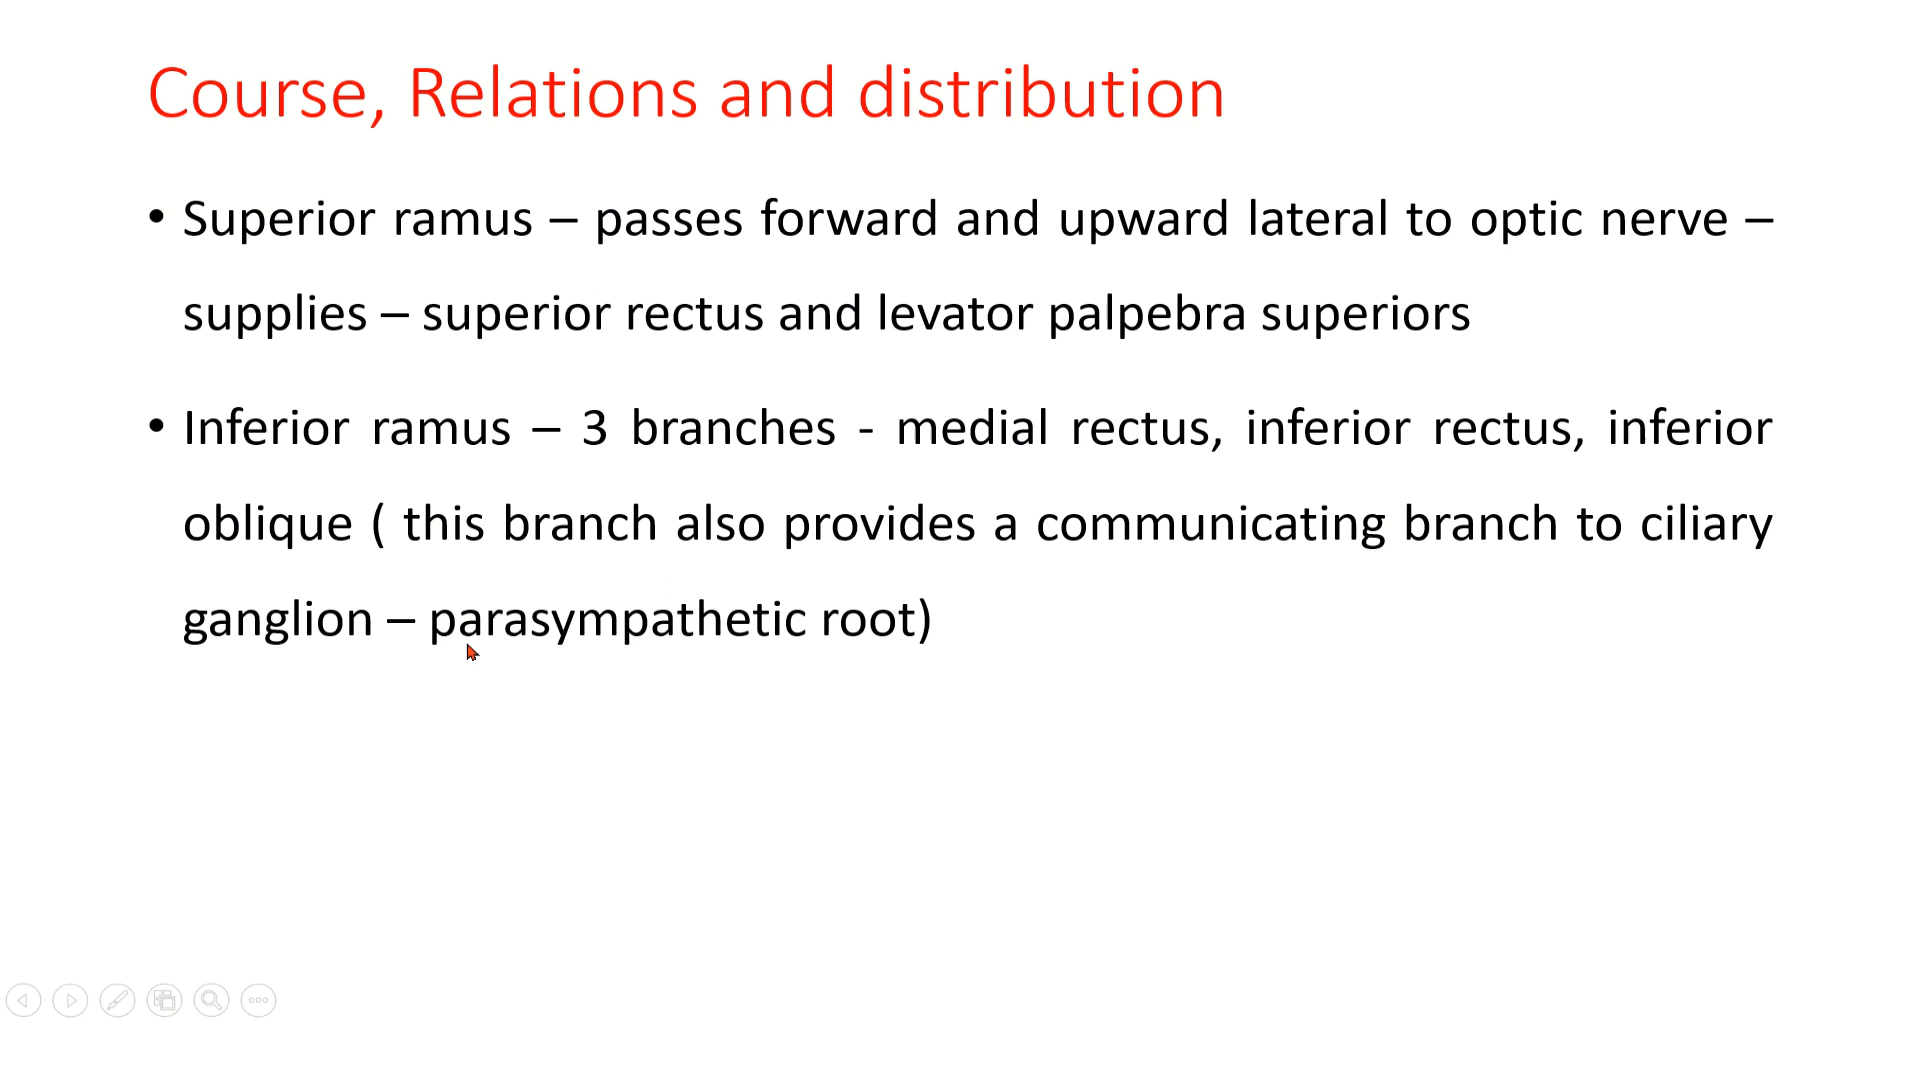 Course, Relations and distribution
• Superior ramus – passes forward and upward lateral to optic nerve –
supplies – superior rectus and levator palpebra superiors
• Inferior ramus – 3 branches - medial rectus, inferior rectus, inferior
oblique ( this branch also provides a communicating branch to ciliary
ganglion – parasympathetic root)